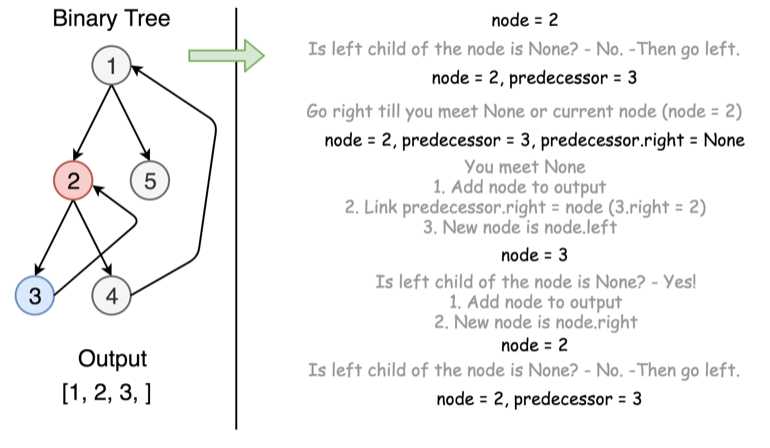 Binary Tree
1
2
5
3
4
Output
[1, 2, 3, ]
node = 2
Is left child of the node is None? - No. -Then go left.
node = 2, predecessor = 3
Go right till you meet None or current node (node = 2)
node = 2, predecessor = 3, predecessor.right = None
You meet None
1. Add node to output
2. Link predecessor.right = node (3.right = 2)
3. New node is node.left
node = 3
Is left child of the node is None? - Yes!
1. Add node to output
2. New node is node.right
node = 2
Is left child of the node is None? - No. -Then go left.
node = 2, predecessor = 3